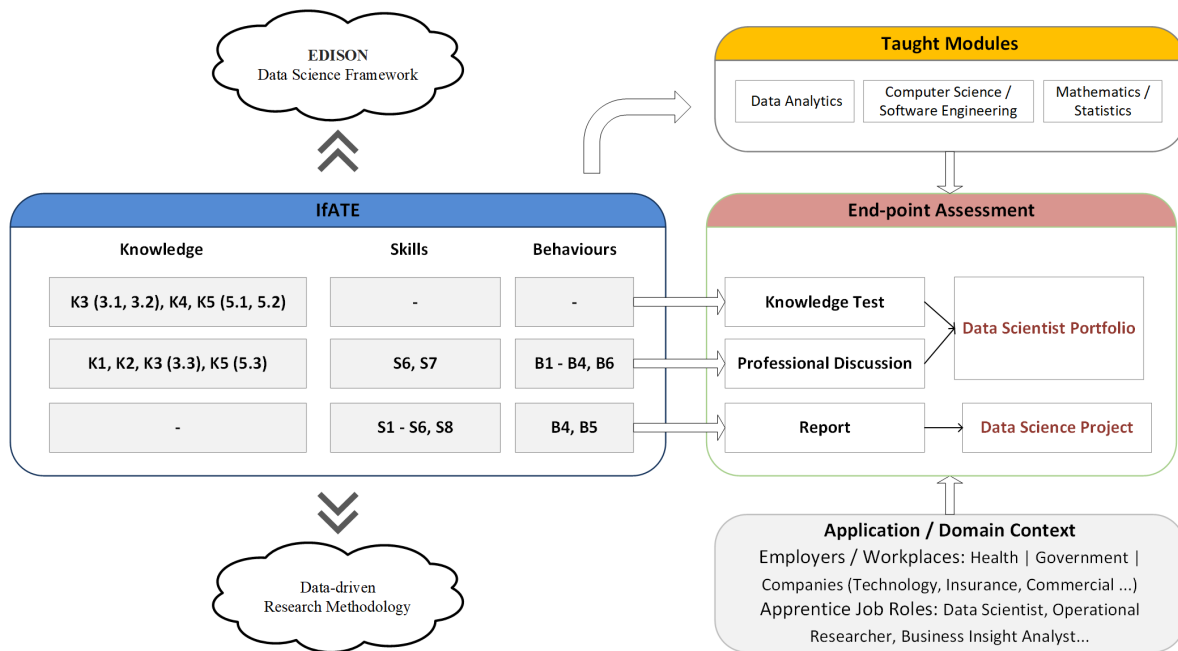 EDISON
Data Science Framework
Taught Modules
Data Analytics
Computer Science /
Software Engineering
Mathematics /
Statistics
IfATE
Knowledge
Skills
Behaviours
K3 (3.1, 3.2), K4, K5 (5.1, 5.2)
-
-
K1, K2, K3 (3.3), K5 (5.3)
S6, S7
B1 - B4, B6
-
S1 - S6, S8
B4, B5
End-point Assessment
Knowledge Test
Professional Discussion
Data Scientist Portfolio
Report
Data Science Project
Data-driven
Research Methodology
Application / Domain Context
Employers / Workplaces: Health | Government |
Companies (Technology, Insurance, Commercial ...)
Apprentice Job Roles: Data Scientist, Operational
Researcher, Business Insight Analyst...